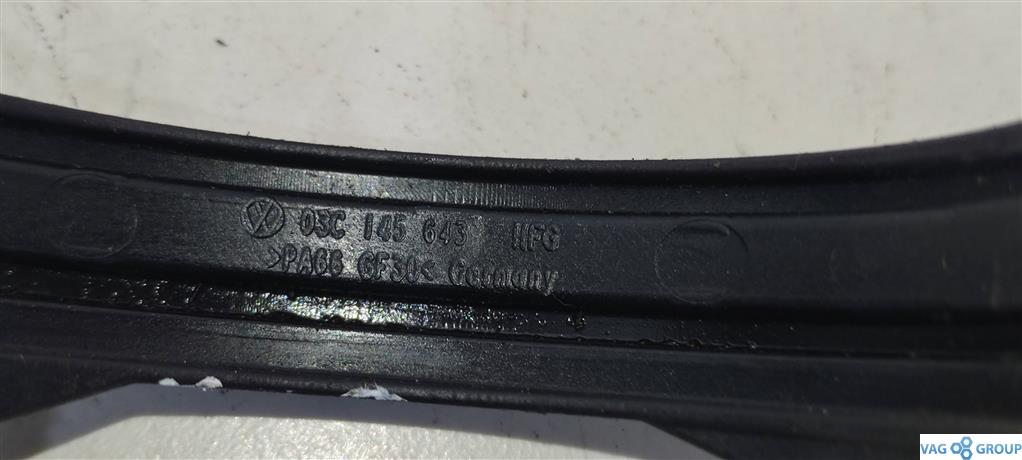 03C 145 643 HFG
>PA66 GF30< Germany
VAG GROUP